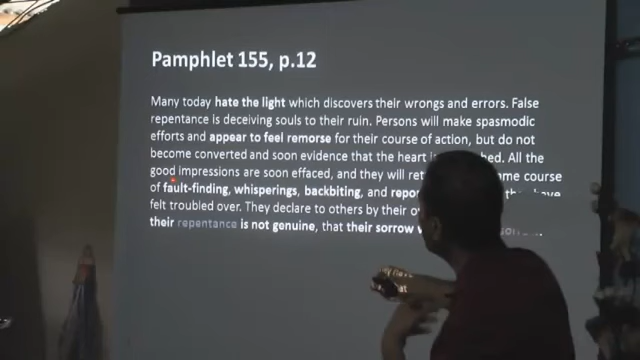 Pamphlet 155, p.12
Many today hate the light which discovers their wrongs and errors. False
repentance is deceiving souls to their ruin. Persons will make spasmodic
efforts and appear to feel remorse for their course of action, but do not
become converted and soon evidence that the heart All the
good impressions are soon effaced, and they will course
of fault-finding, whisperings, backbiting, and have
felt troubled over. They declare to others by their
their repentance is not genuine, that their sorrow